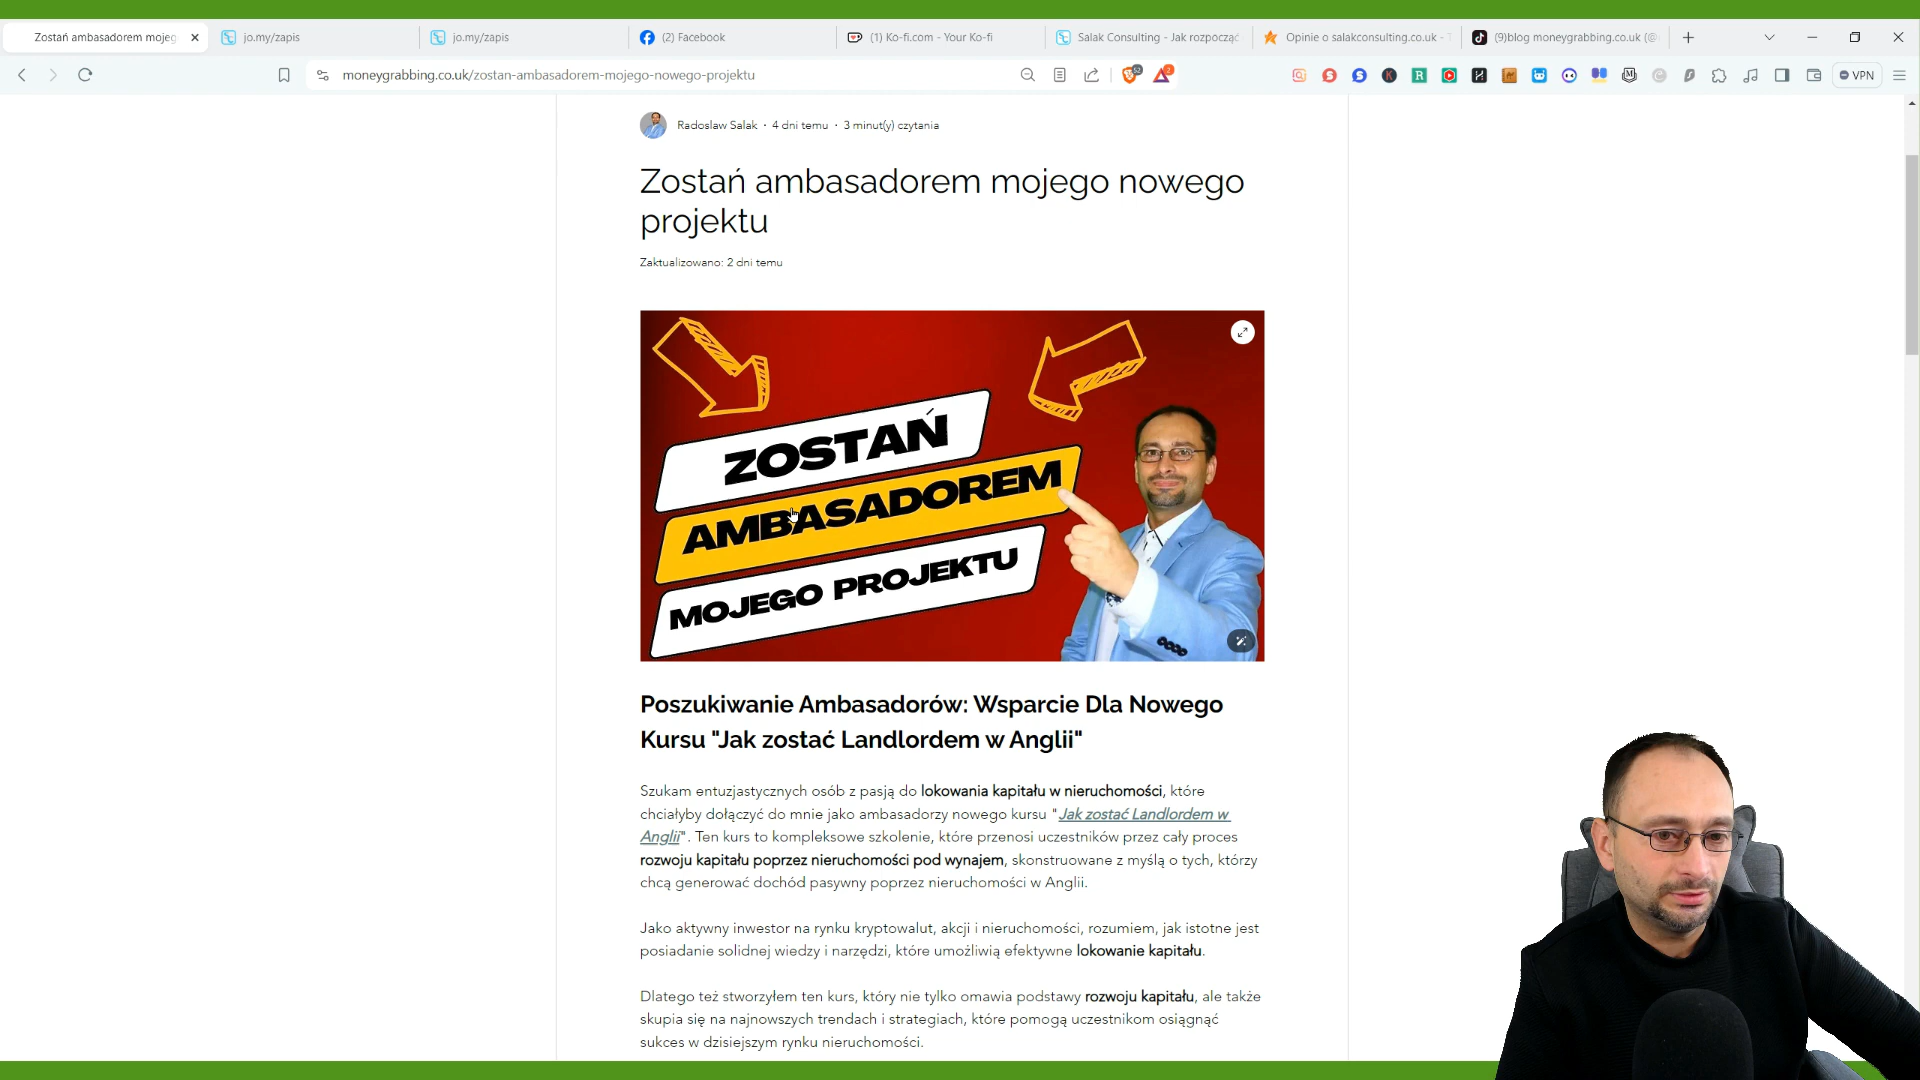 Zostań ambasadorem mojeg
jo.my/zapis
jo.my/zapis
(2) Facebook
(1) Ko-fi.com - Your Ko-fi
Salak Consulting - Jak rozpocząć
Opinie o salakconsulting.co.uk -
(9)blog moneygrabbing.co.uk (@
moneygrabbing.co.uk/zostan-ambasadorem-mojego-nowego-projektu
VPN
Radoslaw Salak · 4 dni temu · 3 minut(y) czytania
Zostań ambasadorem mojego nowego
projektu
Zaktualizowano: 2 dni temu
ZOSTAŃ
AMBASADOREM
MOJEGO PROJEKTU
Poszukiwanie Ambasadorów: Wsparcie Dla Nowego
Kursu "Jak zostać Landlordem w Anglii"
Szukam entuzjastycznych osób z pasją do lokowania kapitału w nieruchomości, które
chciałyby dołączyć do mnie jako ambasadorzy nowego kursu "Jak zostać Landlordem w
Anglii". Ten kurs to kompleksowe szkolenie, które przenosi uczestników przez cały proces
rozwoju kapitału poprzez nieruchomości pod wynajem, skonstruowane z myślą o tych, którzy
chcą generować dochód pasywny poprzez nieruchomości w Anglii.
Jako aktywny inwestor na rynku kryptowalut, akcji i nieruchomości, rozumiem, jak istotne jest
posiadanie solidnej wiedzy i narzędzi, które umożliwią efektywne lokowanie kapitału.
Dlatego też stworzyłem ten kurs, który nie tylko omawia podstawy rozwoju kapitału, ale także
skupia się na najnowszych trendach i strategiach, które pomogą uczestnikom osiągnąć
sukces w dzisiejszym rynku nieruchomości.